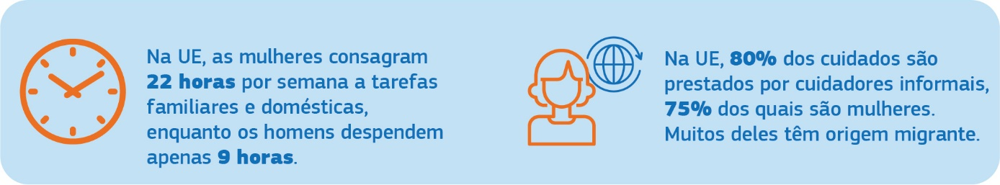 Na UE, as mulheres consagram
22 horas por semana a tarefas
familiares e domésticas,
enquanto os homens despendem
apenas 9 horas.
Na UE, 80% dos cuidados são
prestados por cuidadores informais,
75% dos quais são mulheres.
Muitos deles têm origem migrante.